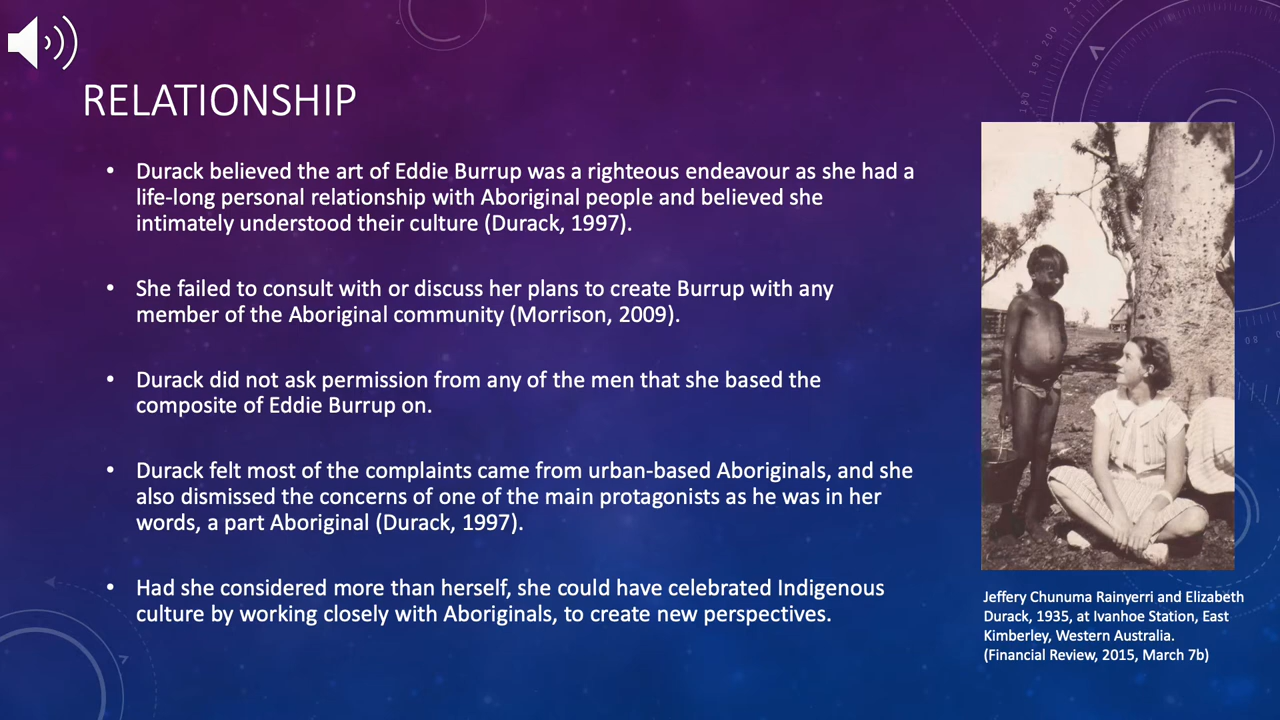 RELATIONSHIP
• Durack believed the art of Eddie Burrup was a righteous endeavour as she had a
life-long personal relationship with Aboriginal people and believed she
intimately understood their culture (Durack, 1997).
• She failed to consult with or discuss her plans to create Burrup with any
member of the Aboriginal community (Morrison, 2009).
• Durack did not ask permission from any of the men that she based the
composite of Eddie Burrup on.
• Durack felt most of the complaints came from urban-based Aboriginals, and she
also dismissed the concerns of one of the main protagonists as he was in her
words, a part Aboriginal (Durack, 1997).
• Had she considered more than herself, she could have celebrated Indigenous
culture by working closely with Aboriginals, to create new perspectives.
180 190 200 210
80
Jeffery Chunuma Rainyerri and Elizabeth
Durack, 1935, at Ivanhoe Station, East
Kimberley, Western Australia.
(Financial Review, 2015, March 7b)